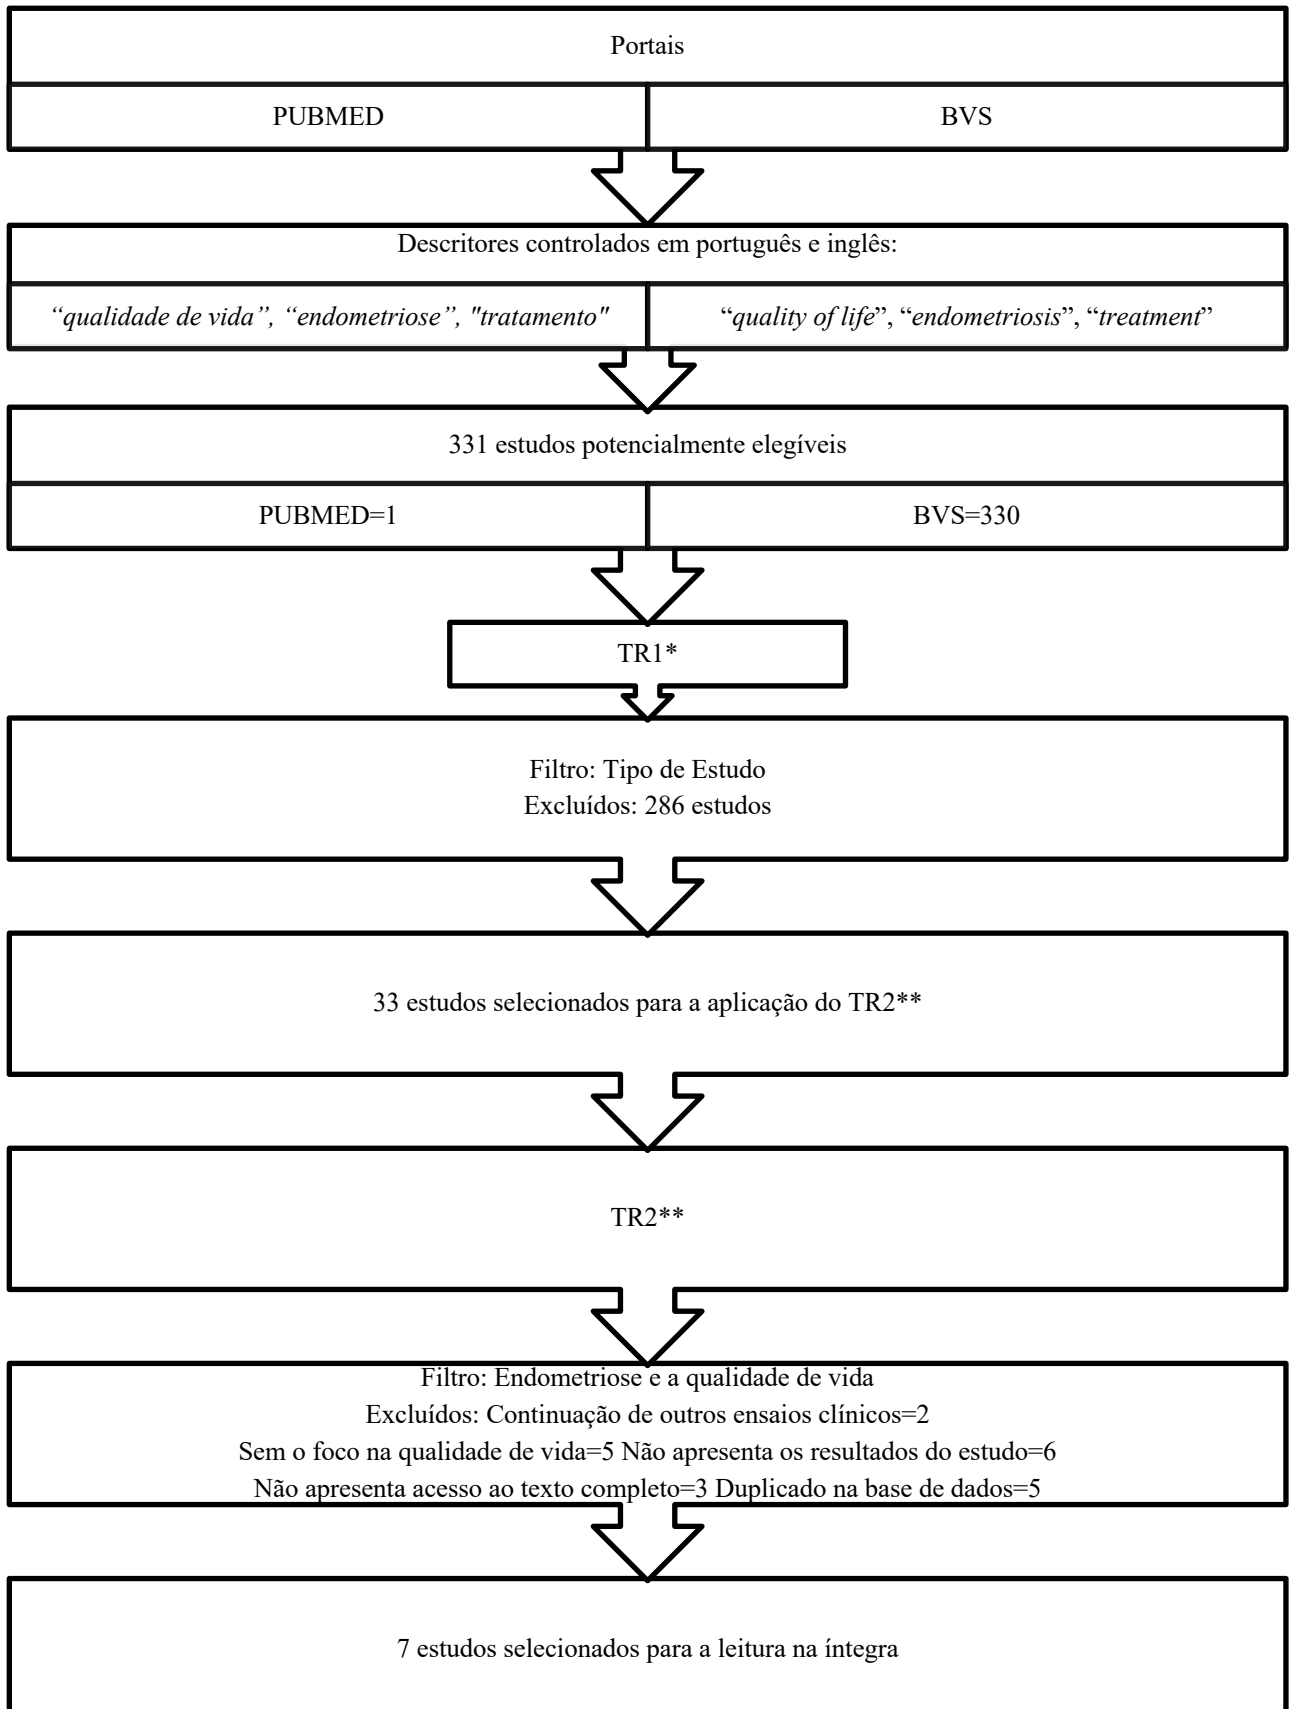 Portais
PUBMED
BVS
Descritores controlados em português e inglês:
“qualidade de vida”, “endometriose”, "tratamento"
“quality of life”, “endometriosis”, “treatment”
331 estudos potencialmente elegíveis
PUBMED=1
BVS=330
TR1*
Filtro: Tipo de Estudo
Excluídos: 286 estudos
33 estudos selecionados para a aplicação do TR2**
TR2**
Filtro: Endometriose e a qualidade de vida
Excluídos: Continuação de outros ensaios clínicos=2
Sem o foco na qualidade de vida=5 Não apresenta os resultados do estudo=6
Não apresenta acesso ao texto completo=3 Duplicado na base de dados=5
7 estudos selecionados para a leitura na íntegra